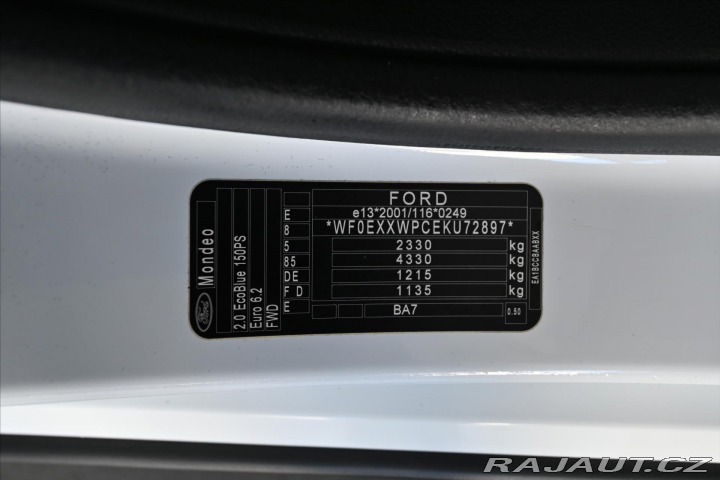 FORD
e13*2001/116*0249
*WF0EXXWPCEKU72897*
2330 kg
4330 kg
1215 kg
1135 kg
BA7
0.50
E
8
5
85
DE
F D
E
Ford
Mondeo
2.0 EcoBlue 150PS
Euro 6.2
FWD
EA1BCCBAABXX
RAJAUT.CZ